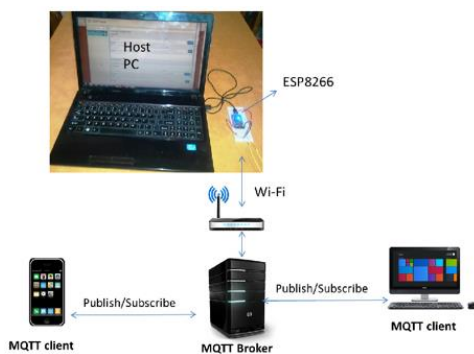 Host
PC
ESP8266
Wi-Fi
Publish/Subscribe
Publish/Subscribe
MQTT client
MQTT Broker
MQTT client